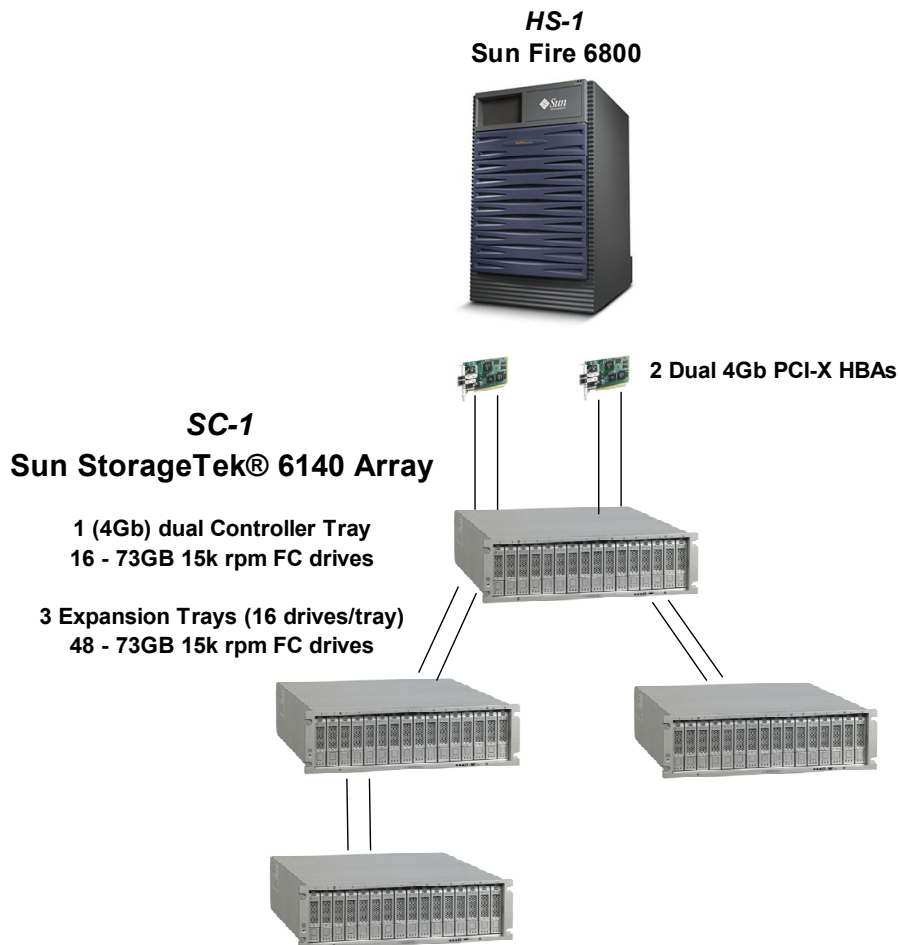 HS-1
Sun Fire 6800
Sun
2 Dual 4Gb PCI-X HBAs
SC-1
Sun StorageTek® 6140 Array
1 (4Gb) dual Controller Tray
16 - 73GB 15k rpm FC drives
3 Expansion Trays (16 drives/tray)
48 - 73GB 15k rpm FC drives